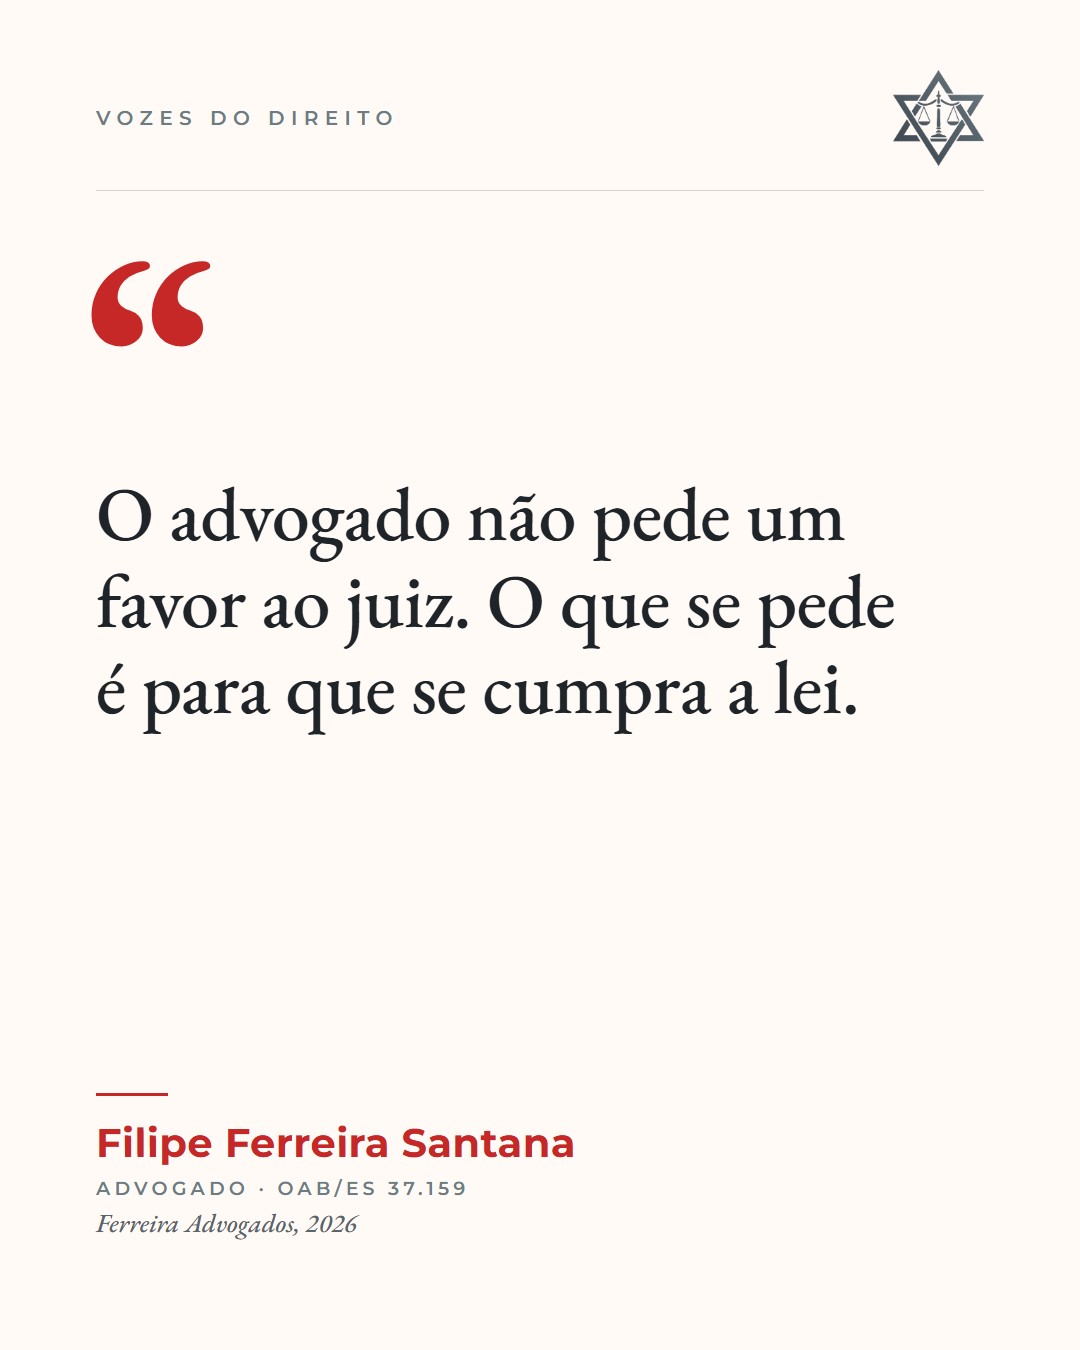 VOZES DO DIREITO
“
O advogado não pede um
favor ao juiz. O que se pede
é para que se cumpra a lei.
Filipe Ferreira Santana
ADVOGADO · OAB/ES 37.159
Ferreira Advogados, 2026